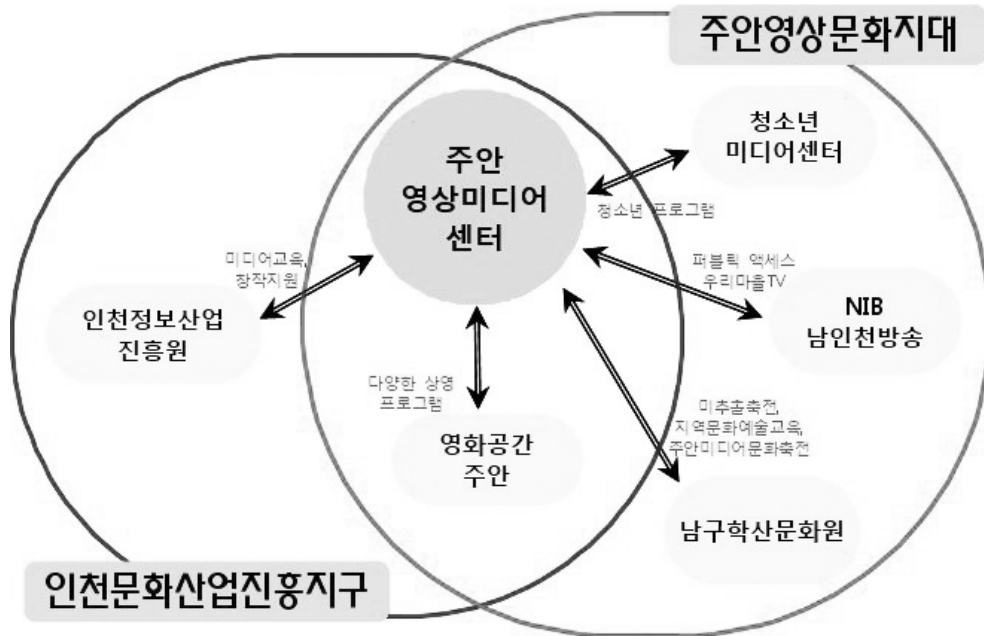 주안영상문화지대
청소년
미디어센터
주안
영상미디어
센터
청소년 프로그램
미디어교육,
창작지원
퍼블릭 액세스
우리마을TV
인천정보산업
진흥원
NIB
남인천방송
다양한 상영
프로그램
미추홀축전,
지역문화예술교육,
주안미디어문화축전
영화공간
주안
남구학산문화원
인천문화산업진흥지구